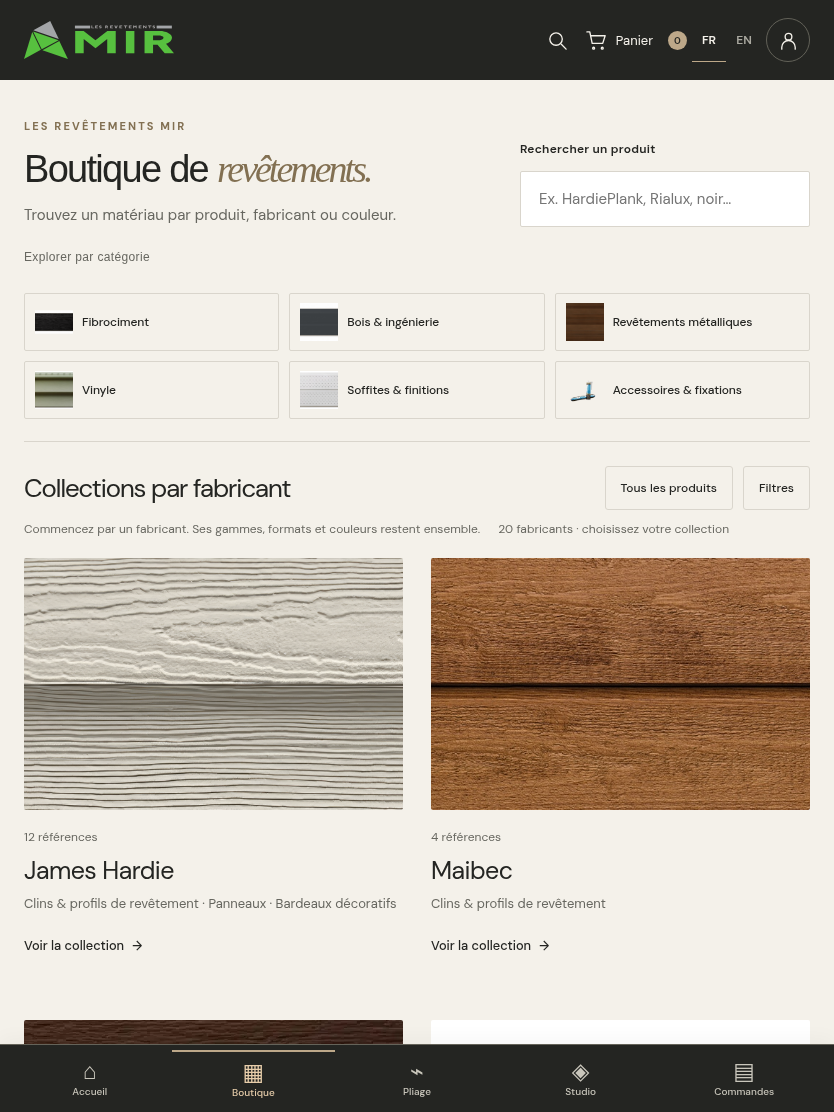 LES REVÊTEMENTS
MIR
Panier 0 FR EN
LES REVÊTEMENTS MIR
Boutique de revêtements.
Trouvez un matériau par produit, fabricant ou couleur.
Rechercher un produit
Ex. HardiePlank, Rialux, noir...
Explorer par catégorie
Fibrociment
Bois & ingénierie
Revêtements métalliques
Vinyle
Soffites & finitions
Accessoires & fixations
Collections par fabricant
Tous les produits
Filtres
Commencez par un fabricant. Ses gammes, formats et couleurs restent ensemble. 20 fabricants · choisissez votre collection
12 références
James Hardie
Clins & profils de revêtement · Panneaux · Bardeaux décoratifs
Voir la collection →
4 références
Maibec
Clins & profils de revêtement
Voir la collection →
Accueil
Boutique
Pliage
Studio
Commandes